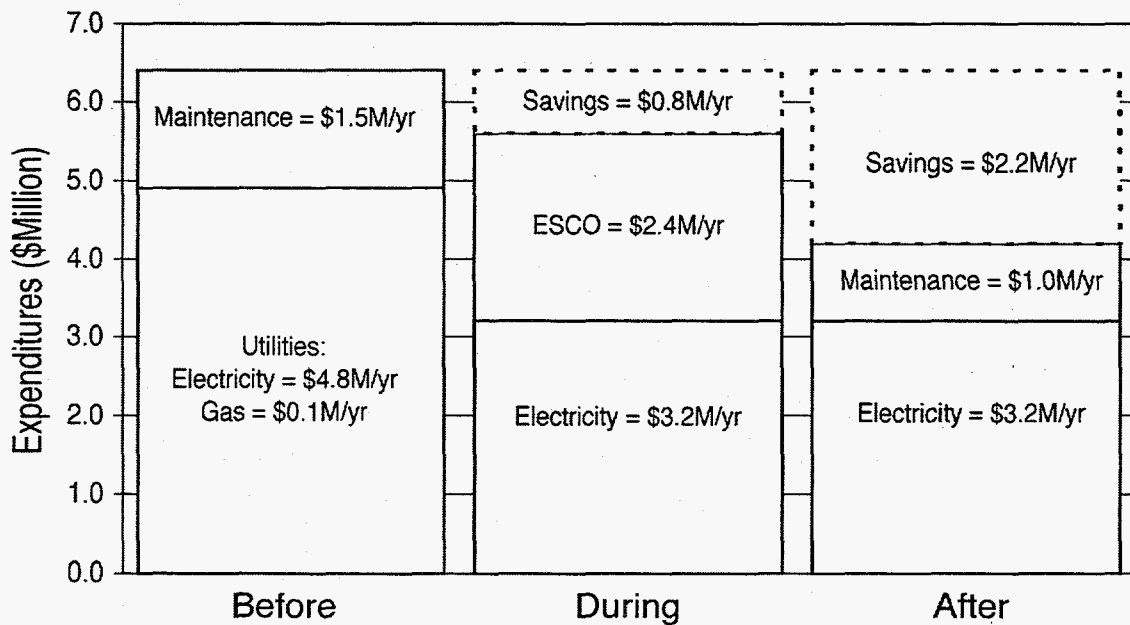 Expenditures ($Million)
7.0
6.0
5.0
4.0
3.0
2.0
1.0
0.0
Maintenance = $1.5M/yr
Utilities:
Electricity = $4.8M/yr
Gas = $0.1M/yr
Before
Savings = $0.8M/yr
ESCO = $2.4M/yr
Electricity = $3.2M/yr
During
Savings = $2.2M/yr
Maintenance = $1.0M/yr
Electricity = $3.2M/yr
After